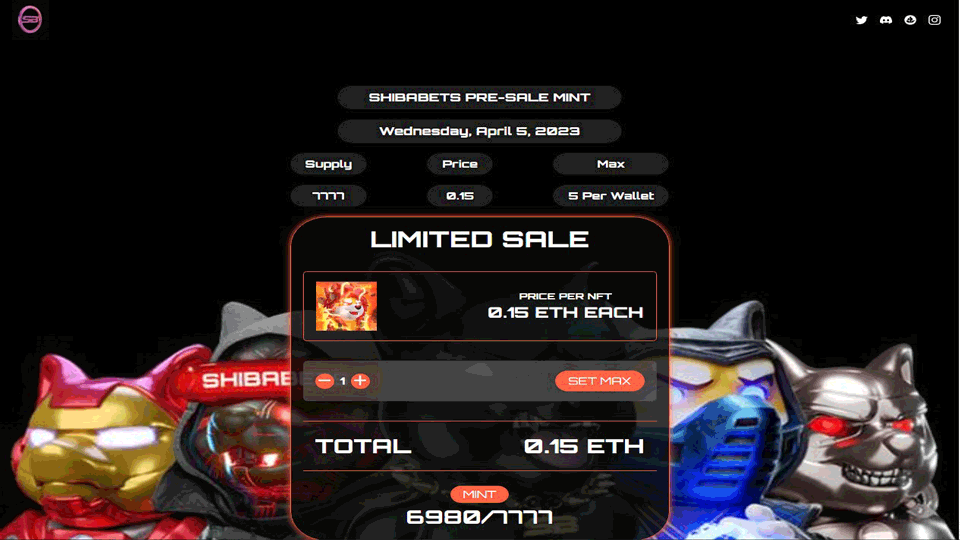 SB
SHIBABETS PRE-SALE MINT
Wednesday, April 5, 2023
Supply Price Max
7777 0.15 5 Per Wallet
LIMITED SALE
PRICE PER NFT
0.15 ETH EACH
SHIBABE
1 SET MAX
TOTAL 0.15 ETH
MINT
6980/7777